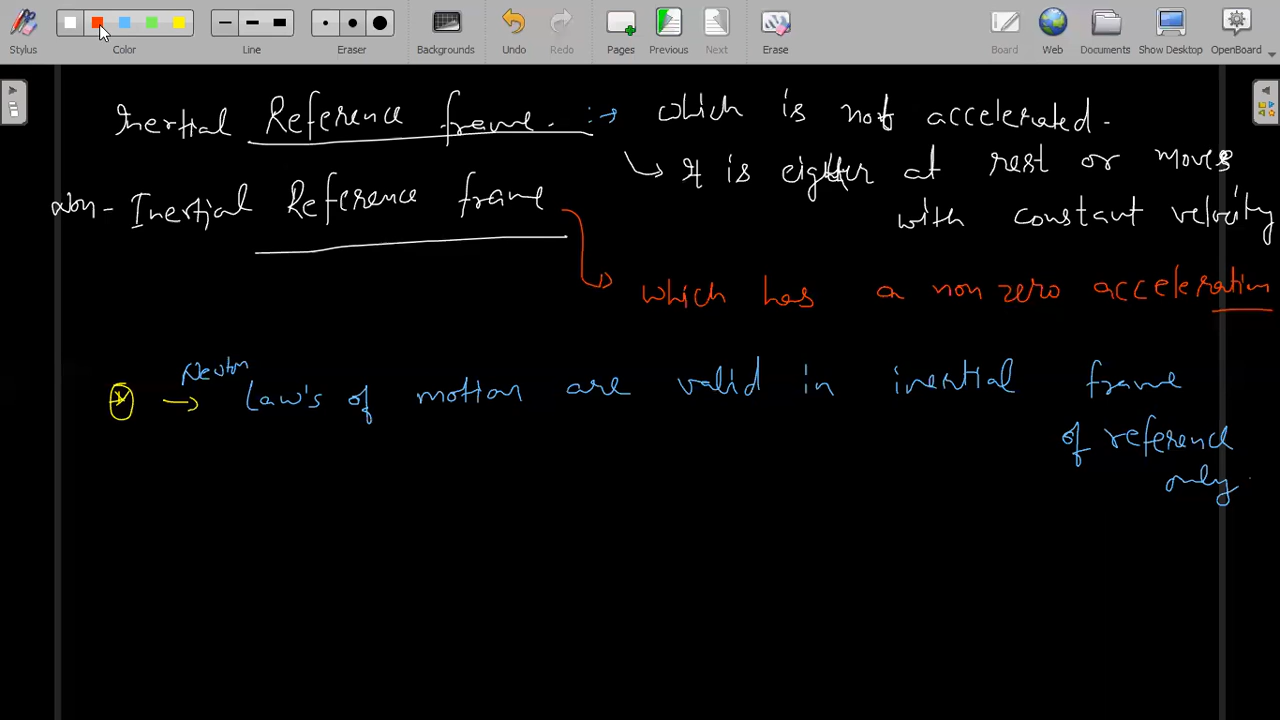 Stylus
Color
Line
Eraser
Backgrounds
Undo
Redo
Pages
Previous
Next
Erase
Board
Web
Documents
Show Desktop
OpenBoard
Inertial Reference frame. :→ which is not accelerated.
↳ It is eighter at rest or moves
with constant velocity
Non-Inertial Reference frame
which has a non zero acceleration
* → Newton Law's of motion are valid in inertial frame
of reference
only.